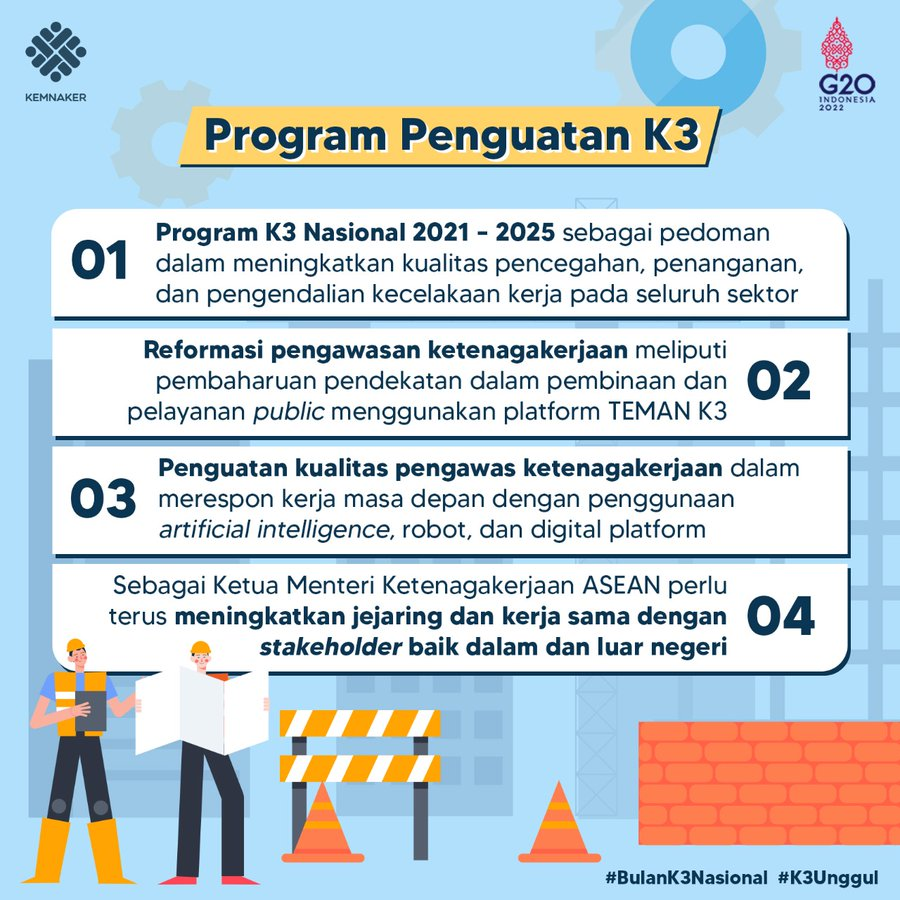 KEMNAKER
G20
INDONESIA
2022
Program Penguatan K3
01
Program K3 Nasional 2021 - 2025 sebagai pedoman
dalam meningkatkan kualitas pencegahan, penanganan,
dan pengendalian kecelakaan kerja pada seluruh sektor
Reformasi pengawasan ketenagakerjaan meliputi
pembaharuan pendekatan dalam pembinaan dan
pelayanan public menggunakan platform TEMAN K3
02
03
Penguatan kualitas pengawas ketenagakerjaan dalam
merespon kerja masa depan dengan penggunaan
artificial intelligence, robot, dan digital platform
Sebagai Ketua Menteri Ketenagakerjaan ASEAN perlu
terus meningkatkan jejaring dan kerja sama dengan
stakeholder baik dalam dan luar negeri
04
#BulanK3Nasional #K3Unggul